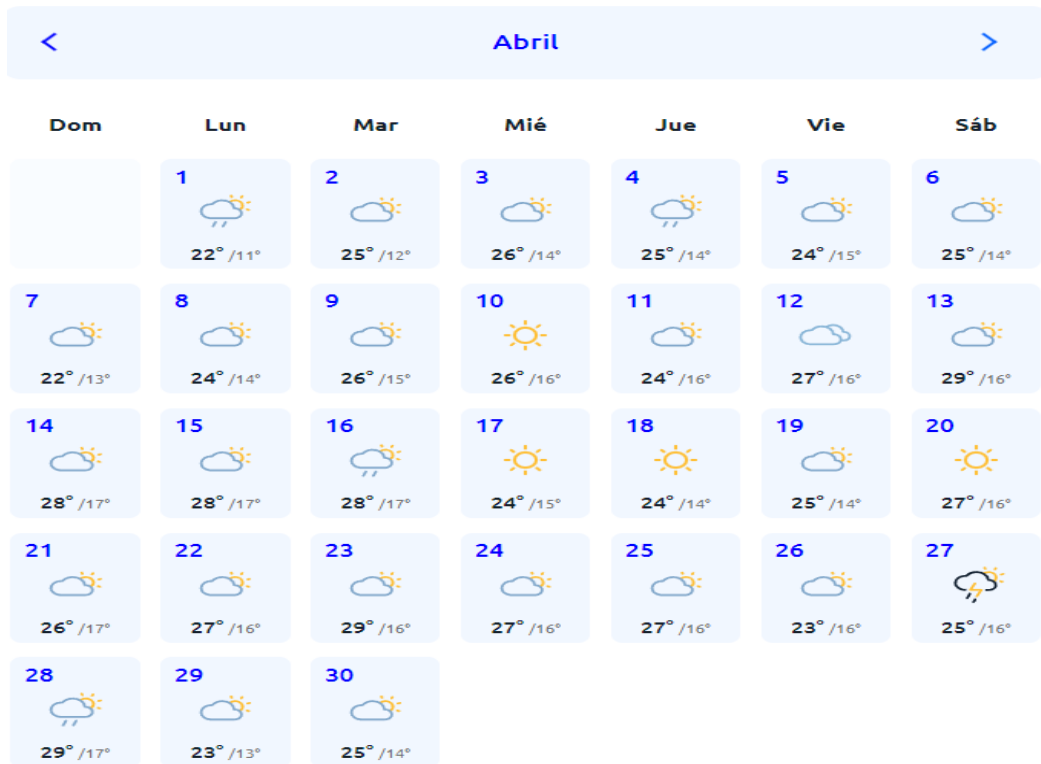 Abril
Dom Lun Mar Mié Jue Vie Sáb
1 2 3 4 5 6
22° /11° 25° /12° 26° /14° 25° /14° 24° /15° 25° /14°
7 8 9 10 11 12 13
22° /13° 24° /14° 26° /15° 26° /16° 24° /16° 27° /16° 29° /16°
14 15 16 17 18 19 20
28° /17° 28° /17° 28° /17° 24° /15° 24° /14° 25° /14° 27° /16°
21 22 23 24 25 26 27
26° /17° 27° /16° 29° /16° 27° /16° 27° /16° 23° /16° 25° /16°
28 29 30
29° /17° 23° /13° 25° /14°